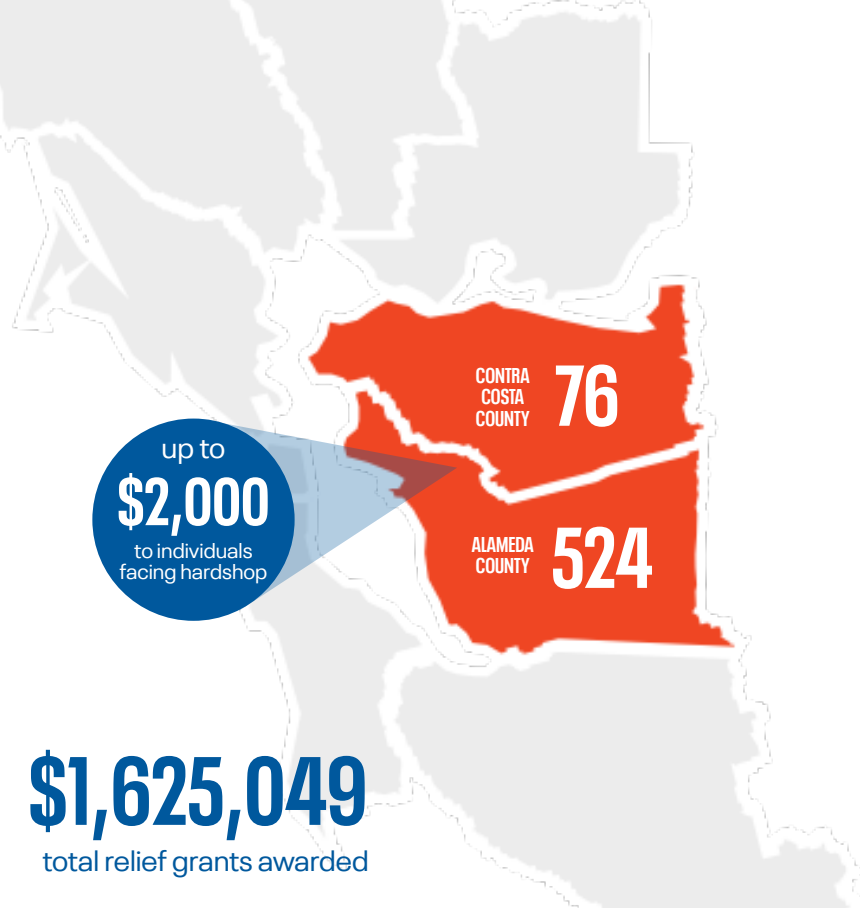 CONTRA
COSTA
COUNTY
76
up to
$2,000
to individuals
facing hardshop
ALAMEDA
COUNTY
524
$1,625,049
total relief grants awarded